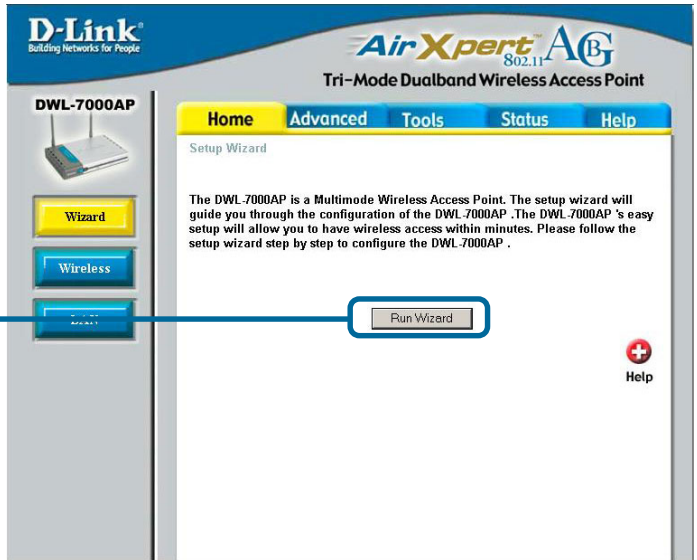 D-Link®
Building Networks for People
Air Xpert™ 802.11 ABG
Tri-Mode Dualband Wireless Access Point
DWL-7000AP
Home Advanced Tools Status Help
Setup Wizard
The DWL-7000AP is a Multimode Wireless Access Point. The setup wizard will
guide you through the configuration of the DWL-7000AP .The DWL-7000AP 's easy
setup will allow you to have wireless access within minutes. Please follow the
setup wizard step by step to configure the DWL-7000AP .
Wizard
Wireless
LAN
Run Wizard
Help